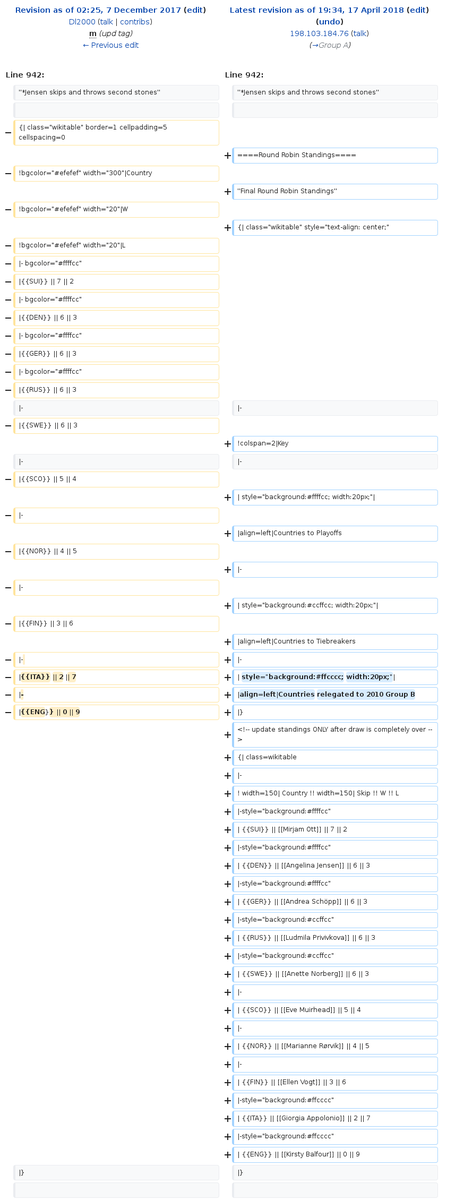 Revision as of 02:25, 7 December 2017 (edit)
Dl2000 (talk | contribs)
m (upd tag)
← Previous edit
Latest revision as of 19:34, 17 April 2018 (edit)
(undo)
198.103.184.76 (talk)
(→Group A)
Line 942:
Line 942:
''*Jensen skips and throws second stones''
''*Jensen skips and throws second stones''
− {| class="wikitable" border=1 cellpadding=5
cellspacing=0
+ ====Round Robin Standings====
− !bgcolor="#efefef" width="300"|Country
+ ''Final Round Robin Standings''
− !bgcolor="#efefef" width="20"|W
+ {| class="wikitable" style="text-align: center;"
− !bgcolor="#efefef" width="20"|L
− |- bgcolor="#ffffcc"
− |{{SUI}} || 7 || 2
− |- bgcolor="#ffffcc"
− |{{DEN}} || 6 || 3
− |- bgcolor="#ffffcc"
− |{{GER}} || 6 || 3
− |- bgcolor="#ffffcc"
− |{{RUS}} || 6 || 3
|-
|-
− |{{SWE}} || 6 || 3
+ !colspan=2|Key
|-
|-
− |{{SCO}} || 5 || 4
+ | style="background:#ffffcc; width:20px;"|
− |-
+ |align=left|Countries to Playoffs
− |{{NOR}} || 4 || 5
+ |-
− |-
+ | style="background:#ccffcc; width:20px;"|
− |{{FIN}} || 3 || 6
+ |align=left|Countries to Tiebreakers
− |-
+ |-
− |{{ITA}} || 2 || 7
+ | style="background:#ffcccc; width:20px;"|
− |-
+ |align=left|Countries relegated to 2010 Group B
− |{{ENG}} || 0 || 9
+ |}
+ <!-- update standings ONLY after draw is completely over --
>
+ {| class=wikitable
+ |-
+ ! width=150| Country !! width=150| Skip !! W !! L
+ |-style="background:#ffffcc"
+ | {{SUI}} || [[Mirjam Ott]] || 7 || 2
+ |-style="background:#ffffcc"
+ | {{DEN}} || [[Angelina Jensen]] || 6 || 3
+ |-style="background:#ffffcc"
+ | {{GER}} || [[Andrea Schöpp]] || 6 || 3
+ |-style="background:#ccffcc"
+ | {{RUS}} || [[Ludmila Privivkova]] || 6 || 3
+ |-style="background:#ccffcc"
+ | {{SWE}} || [[Anette Norberg]] || 6 || 3
+ |-
+ | {{SCO}} || [[Eve Muirhead]] || 5 || 4
+ |-
+ | {{NOR}} || [[Marianne Rørvik]] || 4 || 5
+ |-
+ | {{FIN}} || [[Ellen Vogt]] || 3 || 6
+ |-style="background:#ffcccc"
+ | {{ITA}} || [[Giorgia Appolonio]] || 2 || 7
+ |-style="background:#ffcccc"
+ | {{ENG}} || [[Kirsty Balfour]] || 0 || 9
|}
|}